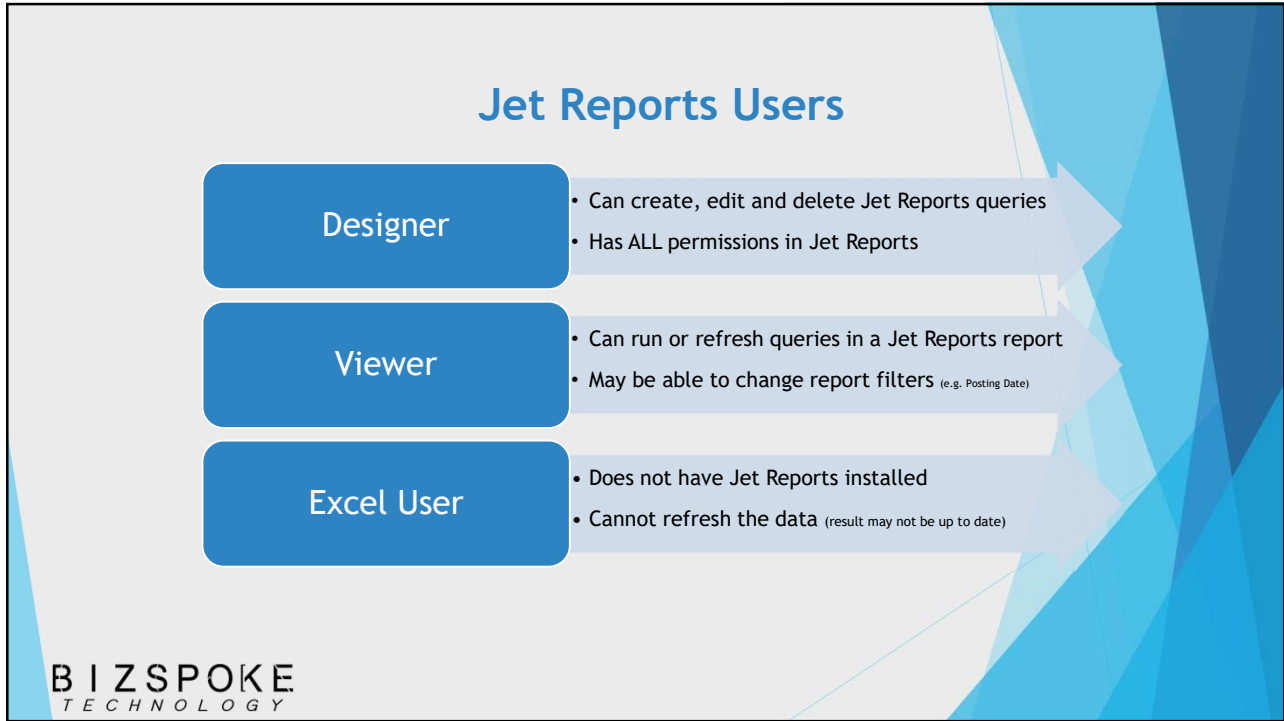 Jet Reports Users
Designer
• Can create, edit and delete Jet Reports queries
• Has ALL permissions in Jet Reports
Viewer
• Can run or refresh queries in a Jet Reports report
• May be able to change report filters (e.g. Posting Date)
Excel User
• Does not have Jet Reports installed
• Cannot refresh the data (result may not be up to date)
BIZSPOKE
TECHNOLOGY